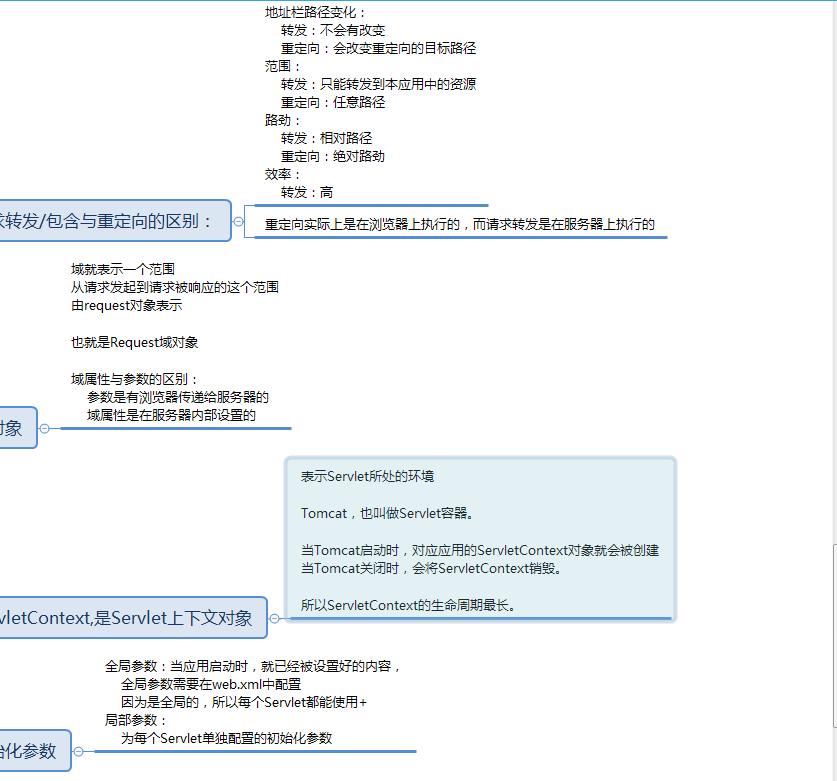 地址栏路径变化：
转发：不会有改变
重定向：会改变重定向的目标路径
范围：
转发：只能转发到本应用中的资源
重定向：任意路径
路劲：
转发：相对路径
重定向：绝对路劲
效率：
转发：高
转发/包含与重定向的区别：
重定向实际上是在浏览器上执行的，而请求转发是在服务器上执行的
域就表示一个范围
从请求发起到请求被响应的这个范围
由request对象表示
也就是Request域对象
域属性与参数的区别：
参数是有浏览器传递给服务器的
域属性是在服务器内部设置的
对象
表示Servlet所处的环境
Tomcat，也叫做Servlet容器。
当Tomcat启动时，对应应用的ServletContext对象就会被创建
当Tomcat关闭时，会将ServletContext销毁。
所以ServletContext的生命周期最长。
vletContext,是Servlet上下文对象
全局参数：当应用启动时，就已经被设置好的内容，
全局参数需要在web.xml中配置
因为是全局的，所以每个Servlet都能使用+
局部参数：
为每个Servlet单独配置的初始化参数
始化参数